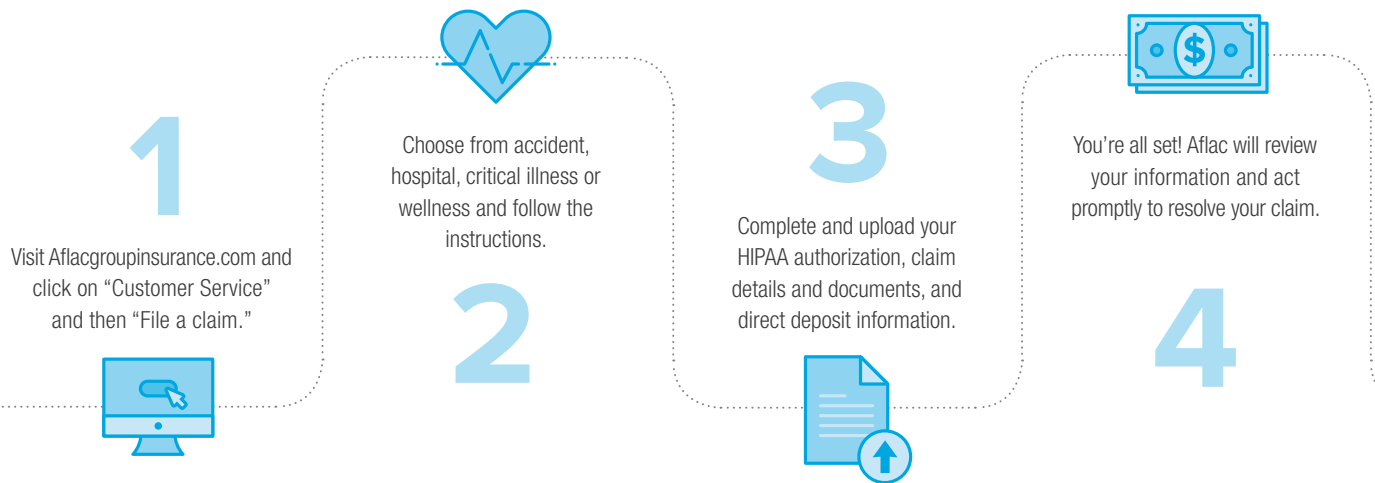 1
Visit Aflacgroupinsurance.com and
click on “Customer Service”
and then “File a claim.”
Choose from accident,
hospital, critical illness or
wellness and follow the
instructions.
2
3
Complete and upload your
HIPAA authorization, claim
details and documents, and
direct deposit information.
$
You’re all set! Aflac will review
your information and act
promptly to resolve your claim.
4